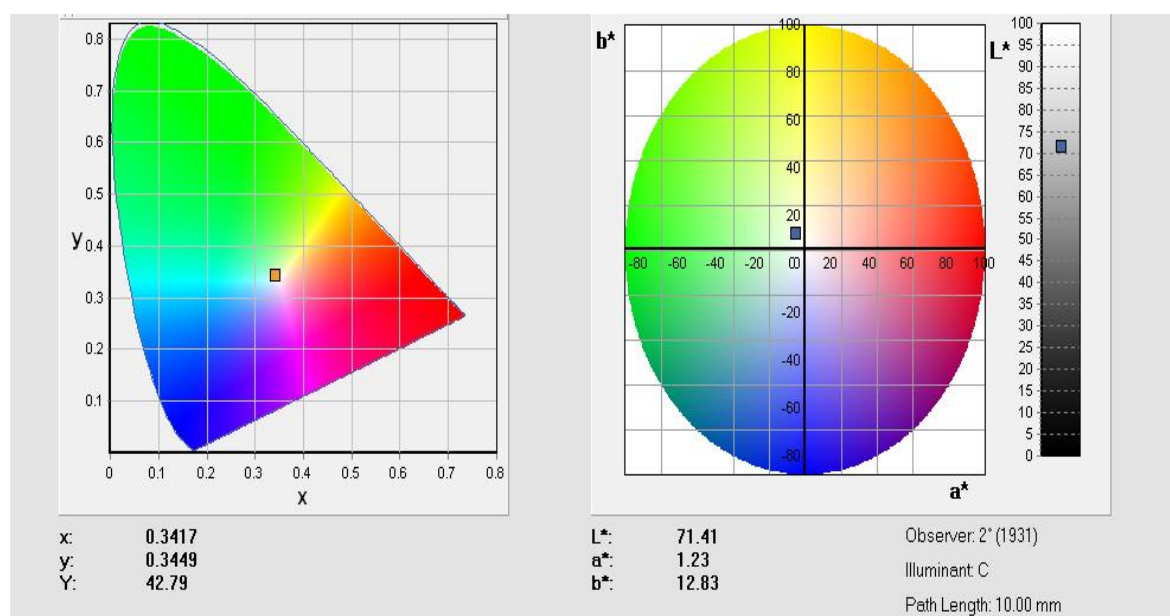 0.8
0.7
0.6
0.5
y 0.4
0.3
0.2
0.1
0 0.1 0.2 0.3 0.4 0.5 0.6 0.7 0.8
x
x: 0.3417
y: 0.3449
Y: 42.79
b*
100
80
60
40
20
-80 -60 -40 -20 00 20 40 60 80 100
-20
-40
-60
-80
a*
L*
100
95
90
85
80
75
70
65
60
55
50
45
40
35
30
25
20
15
10
5
0
L*: 71.41
a*: 1.23
b*: 12.83
Observer: 2° (1931)
Illuminant: C
Path Length: 10.00 mm